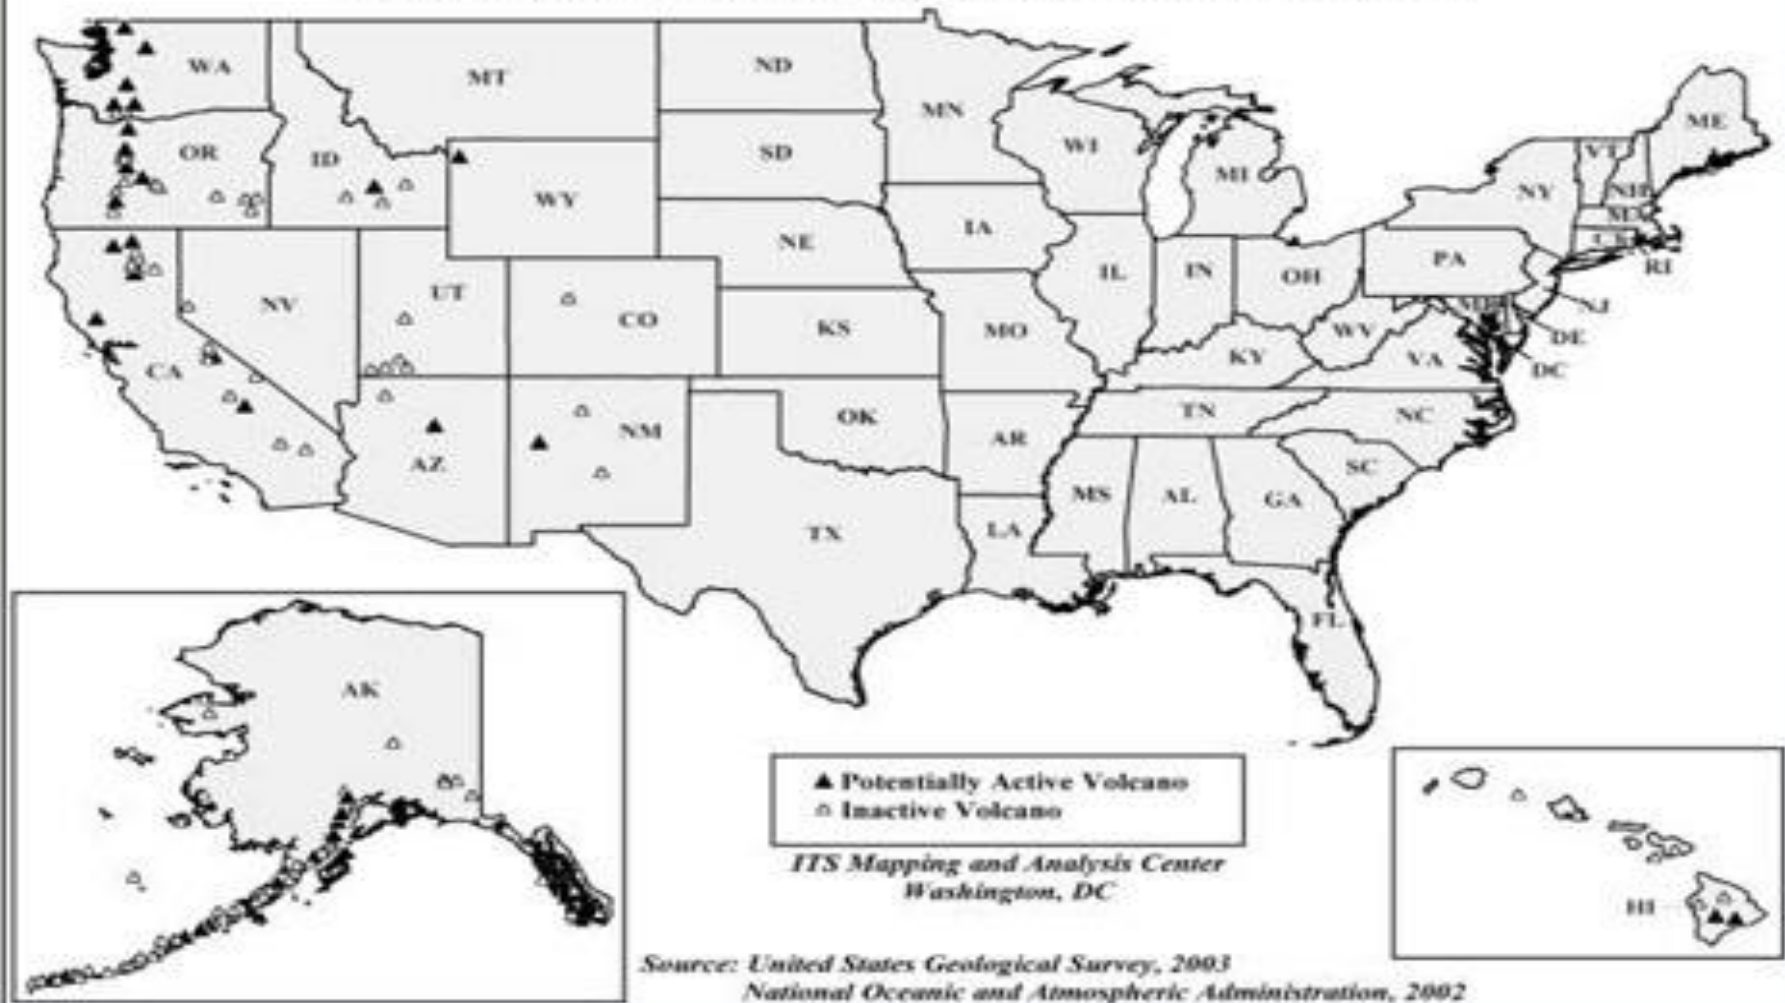 WA
MT
ND
MN
ME
OR
ID
SD
WI
MI
VT
NH
NY
WY
NE
IA
PA
RI
NV
UT
CO
IL
IN
OH
NJ
KS
MO
WV
DE
KY
VA
DC
CA
AZ
NM
OK
AR
TN
NC
SC
TX
LA
MS
AL
GA
FL
AK
HI
▲ Potentially Active Volcano
△ Inactive Volcano
ITS Mapping and Analysis Center
Washington, DC
Source: United States Geological Survey, 2003
National Oceanic and Atmospheric Administration, 2002